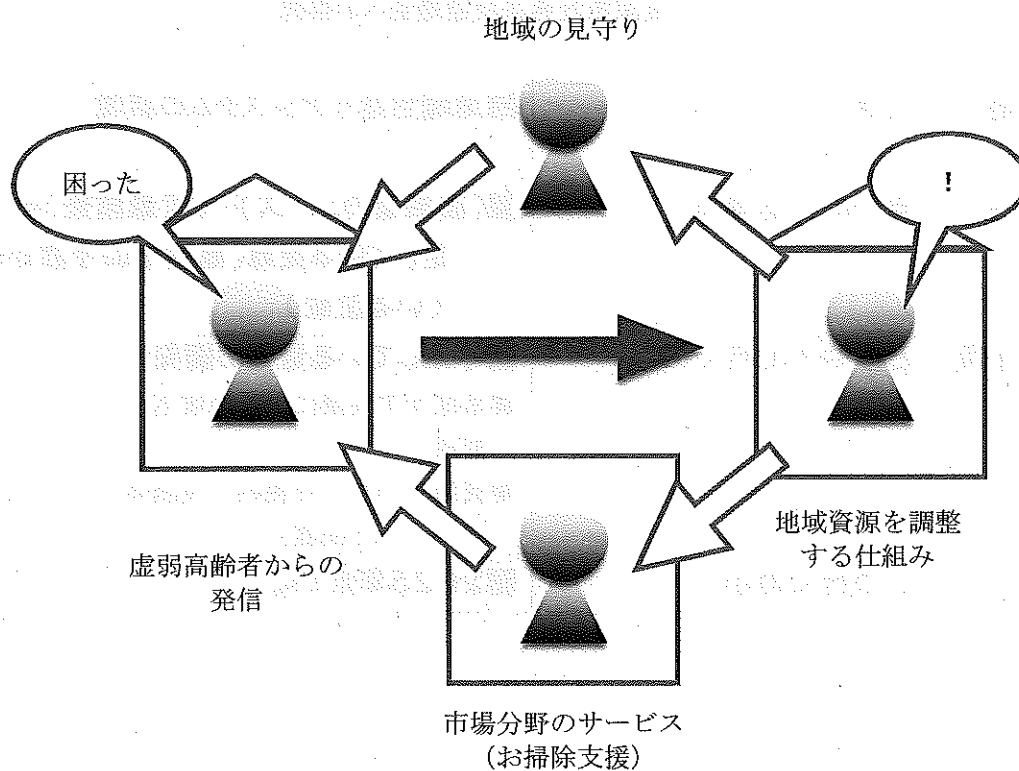 地域の見守り
困った
!
虚弱高齢者からの
発信
地域資源を調整
する仕組み
市場分野のサービス
(お掃除支援)